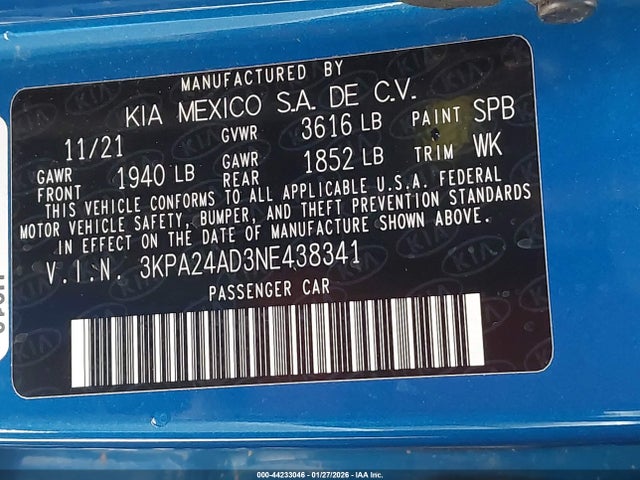 MANUFACTURED BY
KIA MEXICO S.A. DE C.V.
11/21 GVWR 3616 LB PAINT SPB
GAWR FRONT 1940 LB GAWR REAR 1852 LB TRIM WK
THIS VEHICLE CONFORMS TO ALL APPLICABLE U.S.A. FEDERAL
MOTOR VEHICLE SAFETY, BUMPER, AND THEFT PREVENTION STANDARDS
IN EFFECT ON THE DATE OF MANUFACTURE SHOWN ABOVE.
V.I.N. 3KPA24AD3NE438341
PASSENGER CAR
000-44233046 | 01/27/2026 | IAA Inc.